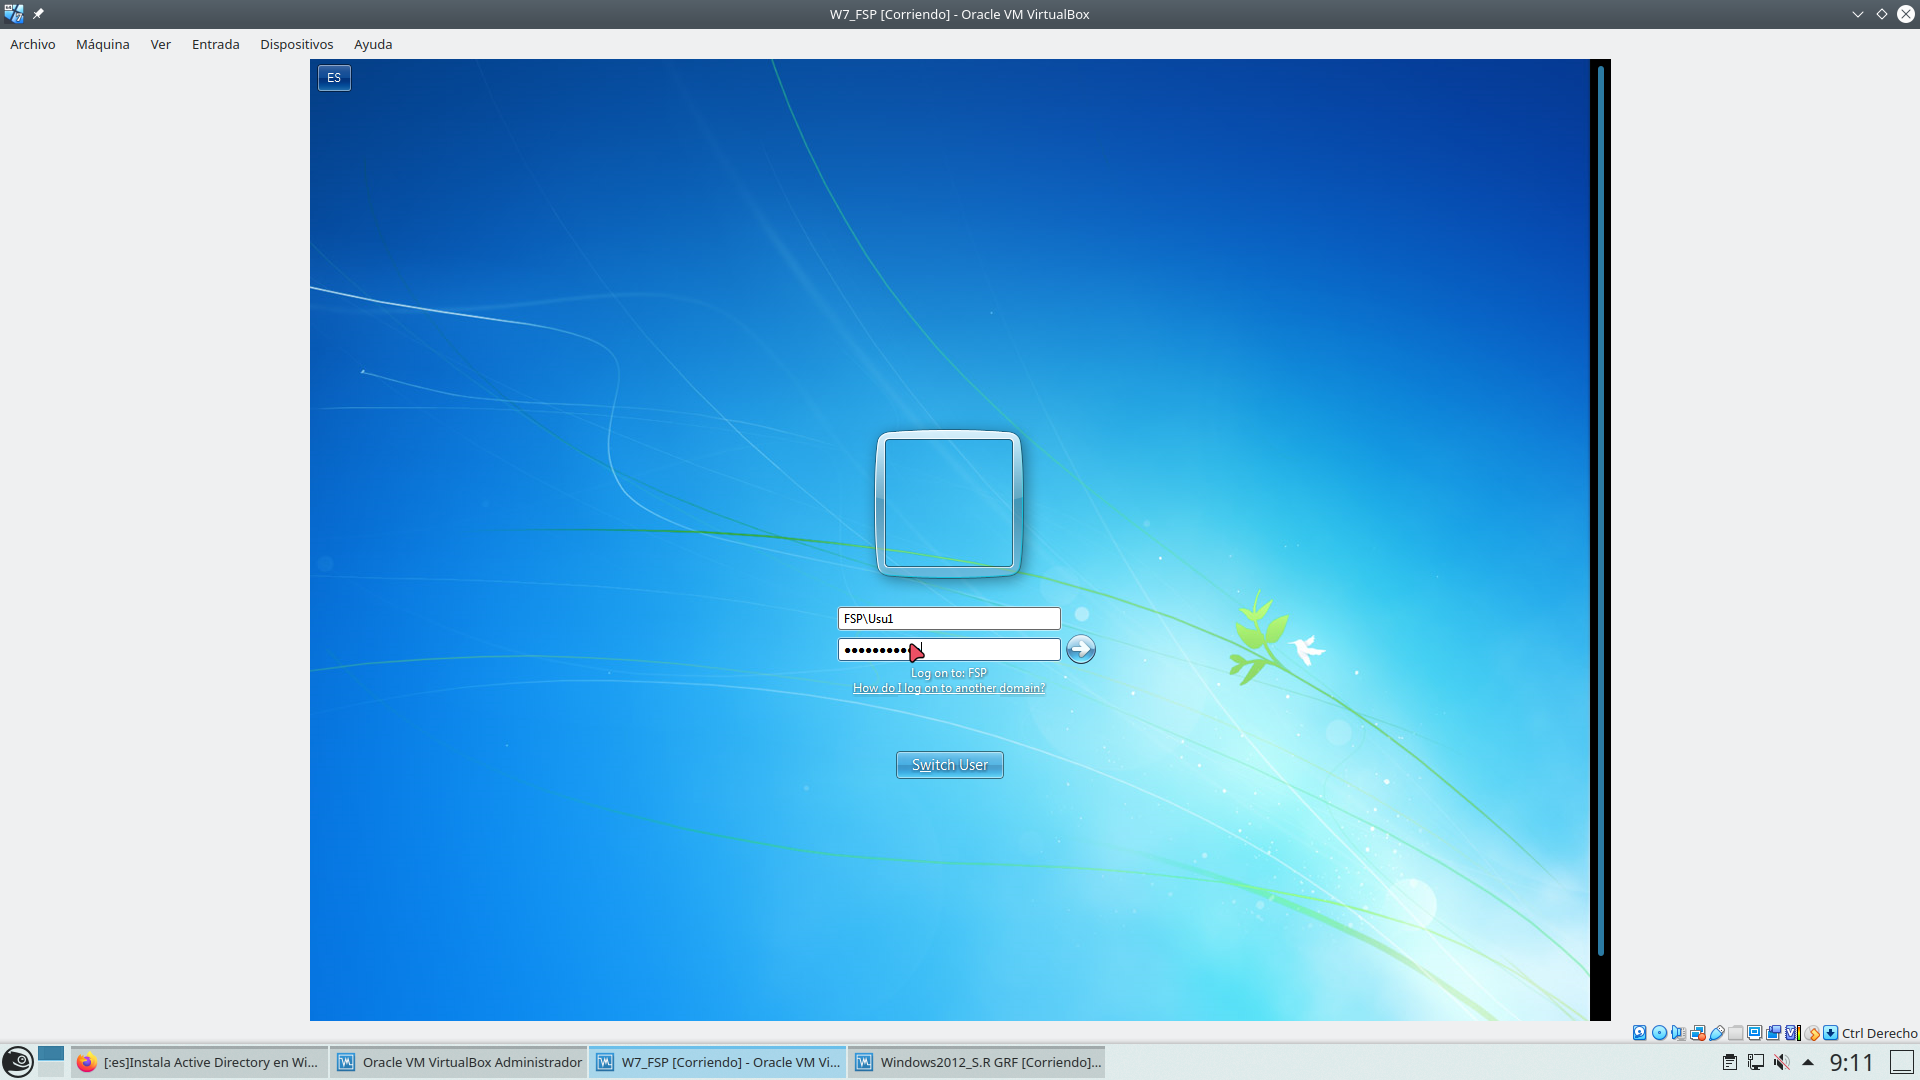 W7_FSP [Corriendo] - Oracle VM VirtualBox
Archivo Máquina Ver Entrada Dispositivos Ayuda
ES
FSP\Usu1
Log on to: FSP
How do I log on to another domain?
Switch User
Ctrl Derecho
[:es]Instala Active Directory en Wi... Oracle VM VirtualBox Administrador W7_FSP [Corriendo] - Oracle VM Vi... Windows2012_S.R GRF [Corriendo]... 9:11